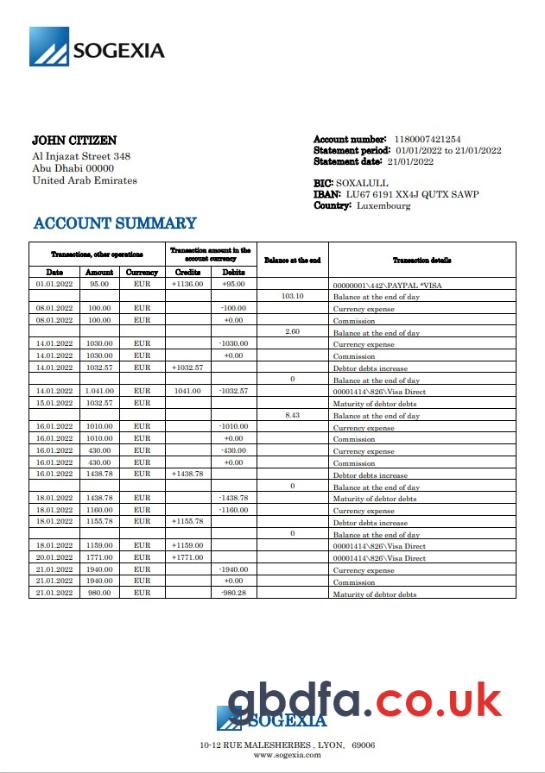 SOGEXIA
JOHN CITIZEN
Al Injazat Street 348
Abu Dhabi 00000
United Arab Emirates
Account number: 1180007421254
Statement period: 01/01/2022 to 21/01/2022
Statement date: 21/01/2022
BIC: SOXALULL
IBAN: LU67 6191 XX4J QUTX SAWP
Country: Luxembourg
ACCOUNT SUMMARY
Transactions, other operations Transaction amount in the account currency Balance at the end Transaction details
Date Amount Currency Credits Debits
01.01.2022 95.00 EUR +1136.00 +95.00 00000001\442\PAYPAL *VISA
103.10 Balance at the end of day
08.01.2022 100.00 EUR -100.00 Currency expense
08.01.2022 100.00 EUR +0.00 Commission
2.60 Balance at the end of day
14.01.2022 1030.00 EUR -1030.00 Currency expense
14.01.2022 1030.00 EUR +0.00 Commission
14.01.2022 1032.57 EUR +1032.57 Debtor debts increase
0 Balance at the end of day
14.01.2022 1.041.00 EUR 1041.00 -1032.57 00001414\826\Visa Direct
15.01.2022 1032.57 EUR Maturity of debtor debts
8.43 Balance at the end of day
16.01.2022 1010.00 EUR -1010.00 Currency expense
16.01.2022 1010.00 EUR +0.00 Commission
16.01.2022 430.00 EUR -430.00 Currency expense
16.01.2022 430.00 EUR +0.00 Commission
16.01.2022 1438.78 EUR +1438.78 Debtor debts increase
0 Balance at the end of day
18.01.2022 1438.78 EUR -1438.78 Maturity of debtor debts
18.01.2022 1160.00 EUR -1160.00 Currency expense
18.01.2022 1155.78 EUR +1155.78 Debtor debts increase
0 Balance at the end of day
18.01.2022 1159.00 EUR +1159.00 00001414\826\Visa Direct
20.01.2022 1771.00 EUR +1771.00 00001414\826\Visa Direct
21.01.2022 1940.00 EUR -1940.00 Currency expense
21.01.2022 1940.00 EUR +0.00 Commission
21.01.2022 980.00 EUR -980.28 Maturity of debtor debts
gbdfa.co.uk
SOGEXIA
10-12 RUE MALESHERBES , LYON, 69006
www.sogexia.com